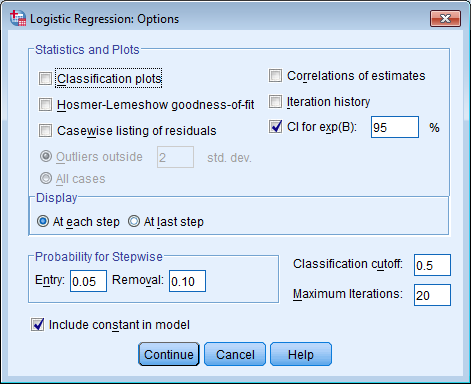 Logistic Regression: Options
Statistics and Plots
Classification plots
Correlations of estimates
Hosmer-Lemeshow goodness-of-fit
Iteration history
Casewise listing of residuals
CI for exp(B): 95 %
Outliers outside 2 std. dev.
All cases
Display
At each step At last step
Probability for Stepwise
Entry: 0.05 Removal: 0.10
Classification cutoff: 0.5
Maximum Iterations: 20
Include constant in model
Continue Cancel Help